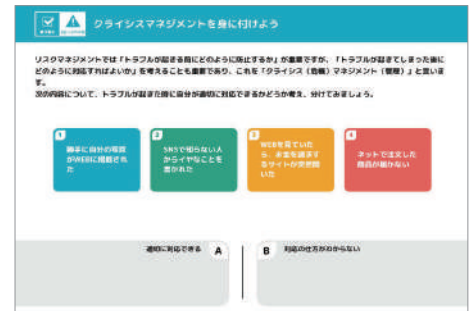 クライシスマネジメントを身に付けよう
リスクマネジメントでは「トラブルが起きる前にどのように防止するか」が重要ですが、「トラブルが起きてしまった後に
どのように対応すればよいか」を考えることも重要であり、これを「クライシス（危機）マネジメント（管理）」と言いま
す。
次の内容について、トラブルが起きた時に自分が適切に対応できるかどうか考え、分けてみましょう。
1
勝手に自分の写真
がWEBに掲載され
た
2
SNSで知らない人
からイヤなことを
書かれた
3
WEBを見ていた
ら、お金を請求す
るサイトが突然開
いた
4
ネットで注文した
商品が届かない
適切に対応できる A
B 対応の仕方がわからない